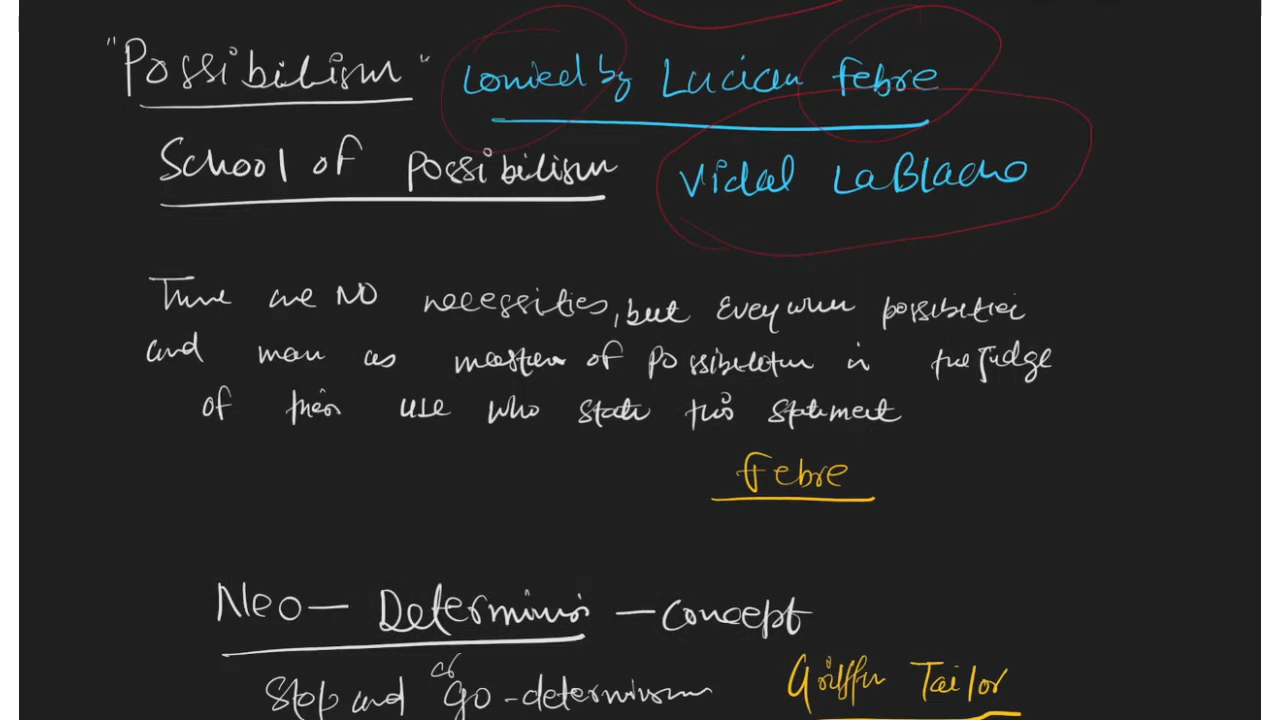 "Possibilism" Conied by Lucian Febre
School of Possibilism Vidal LaBlache
There are NO necessities, but Everywhere possibilities
and man as master of Possibilities is the Judge
of their use who state this statement
Febre
Neo- Determinism - Concept
Stop and Go - determinism Griffin Tailor